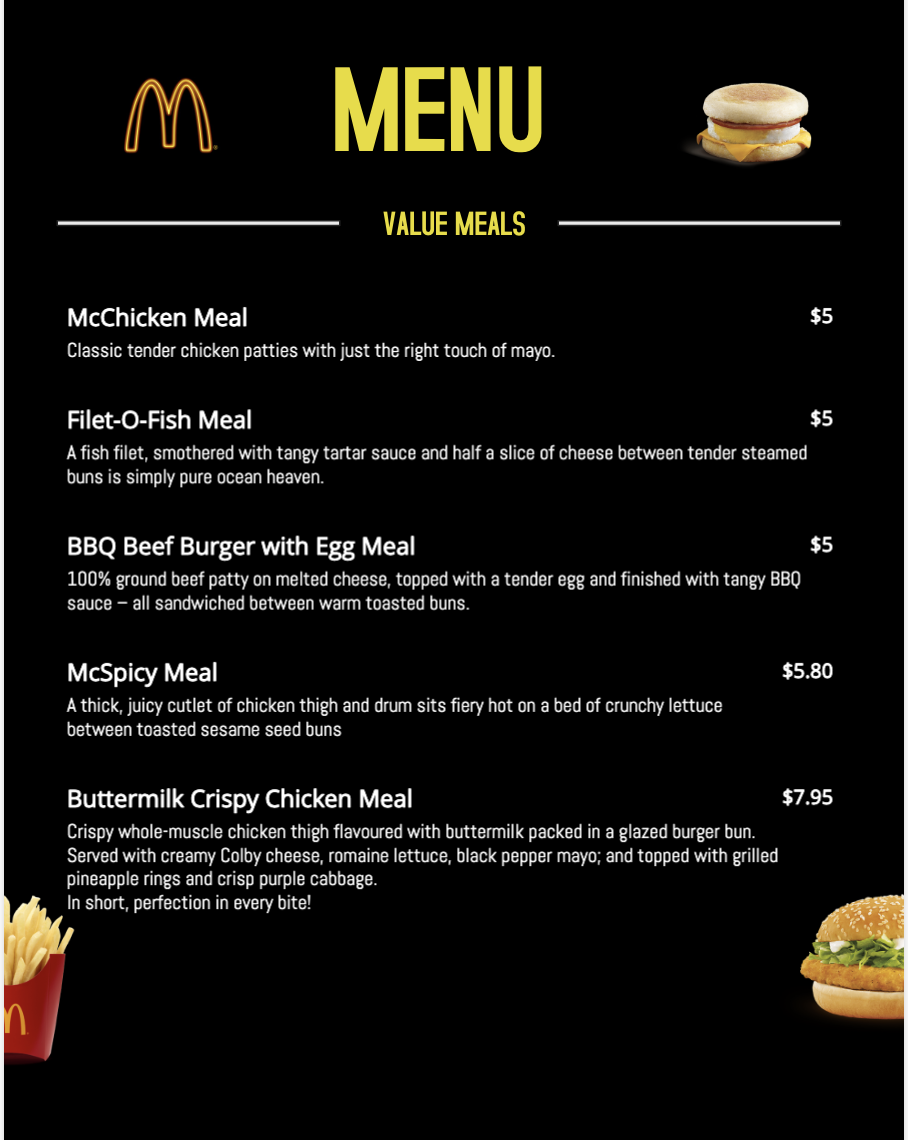 MENU
VALUE MEALS
McChicken Meal $5
Classic tender chicken patties with just the right touch of mayo.
Filet-O-Fish Meal $5
A fish filet, smothered with tangy tartar sauce and half a slice of cheese between tender steamed
buns is simply pure ocean heaven.
BBQ Beef Burger with Egg Meal $5
100% ground beef patty on melted cheese, topped with a tender egg and finished with tangy BBQ
sauce – all sandwiched between warm toasted buns.
McSpicy Meal $5.80
A thick, juicy cutlet of chicken thigh and drum sits fiery hot on a bed of crunchy lettuce
between toasted sesame seed buns
Buttermilk Crispy Chicken Meal $7.95
Crispy whole-muscle chicken thigh flavoured with buttermilk packed in a glazed burger bun.
Served with creamy Colby cheese, romaine lettuce, black pepper mayo; and topped with grilled
pineapple rings and crisp purple cabbage.
In short, perfection in every bite!